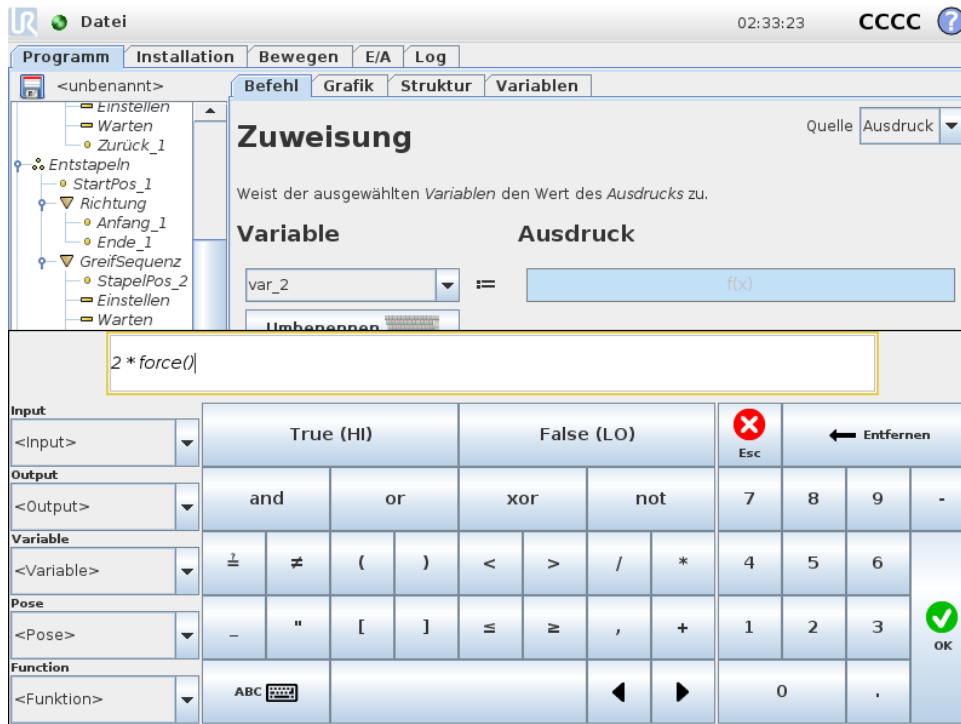 UR Datei 02:33:23 CCCC ?
Programm Installation Bewegen E/A Log
<unbenannt> Befehl Grafik Struktur Variablen
Einstellen
Warten
Zurück_1
Entstapeln
StartPos_1
Richtung
Anfang_1
Ende_1
GreifSequenz
StapelPos_2
Einstellen
Warten
Zuweisung
Quelle Ausdruck
Weist der ausgewählten Variablen den Wert des Ausdrucks zu.
Variable Ausdruck
var_2 := f(x)
Umbenennen
2 * force()
Input
<Input> True (HI) False (LO) Esc Entfernen
Output
<Output> and or xor not 7 8 9 -
Variable
<Variable> ≟ ≠ ( ) < > / * 4 5 6
Pose
<Pose> _ " [ ] ≤ ≥ , + 1 2 3 OK
Function
<Funktion> ABC 0 .